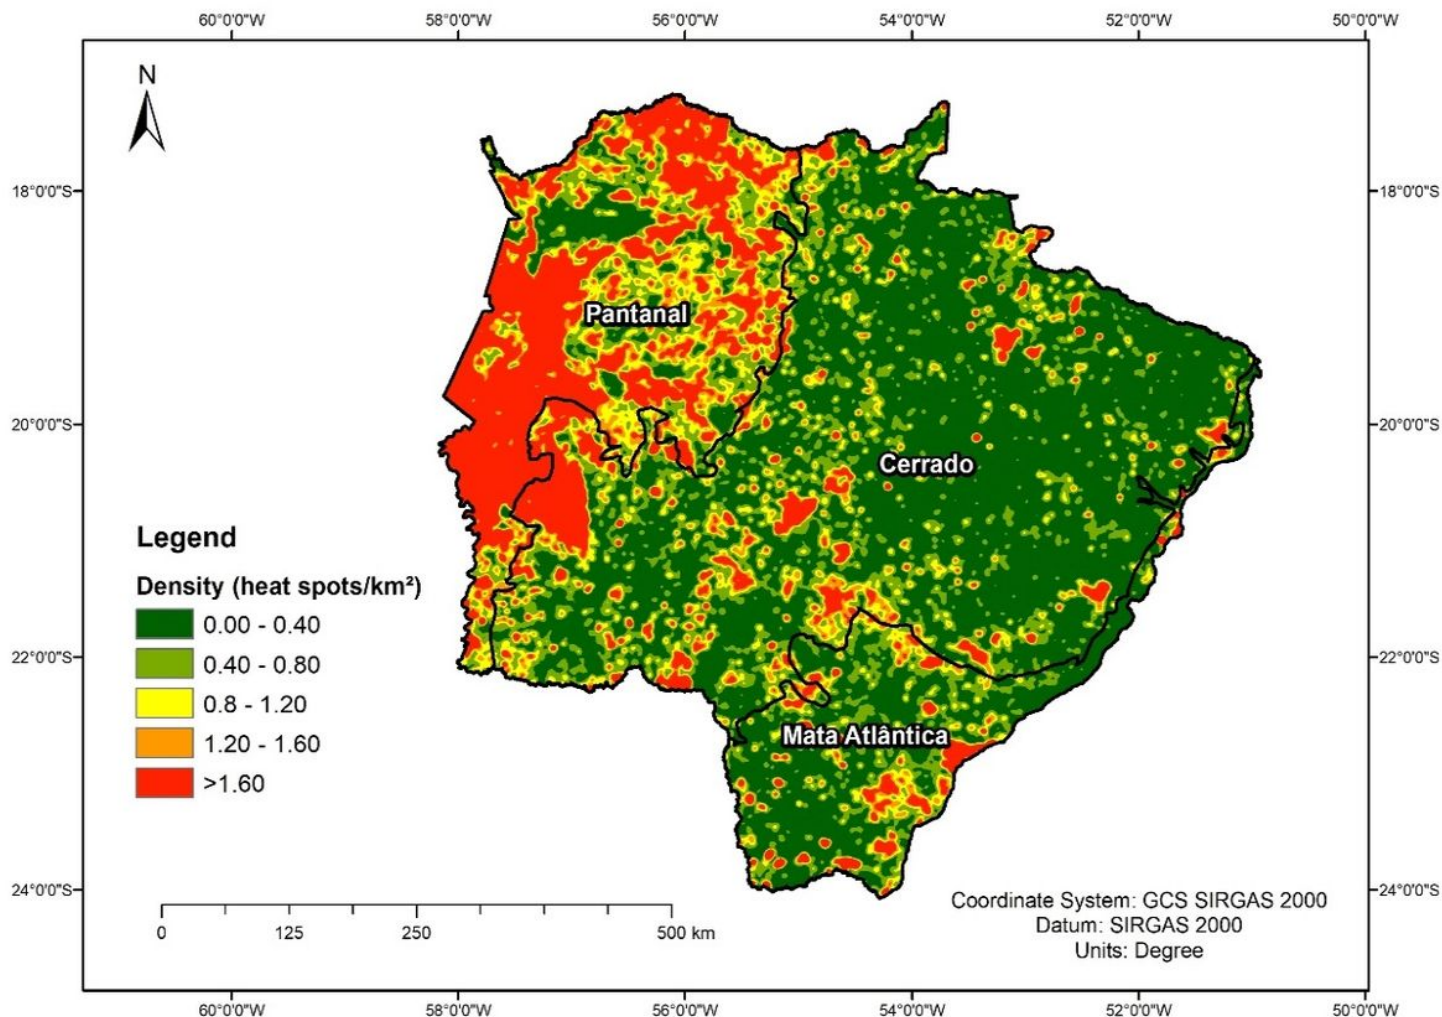 60°0'0"W 58°0'0"W 56°0'0"W 54°0'0"W 52°0'0"W 50°0'0"W
N
18°0'0"S 18°0'0"S
Pantanal
20°0'0"S 20°0'0"S
Cerrado
Legend
Density (heat spots/km²)
0.00 - 0.40
0.40 - 0.80
0.8 - 1.20
1.20 - 1.60
>1.60
22°0'0"S 22°0'0"S
Mata Atlântica
24°0'0"S 24°0'0"S
0 125 250 500 km
Coordinate System: GCS SIRGAS 2000
Datum: SIRGAS 2000
Units: Degree
60°0'0"W 58°0'0"W 56°0'0"W 54°0'0"W 52°0'0"W 50°0'0"W